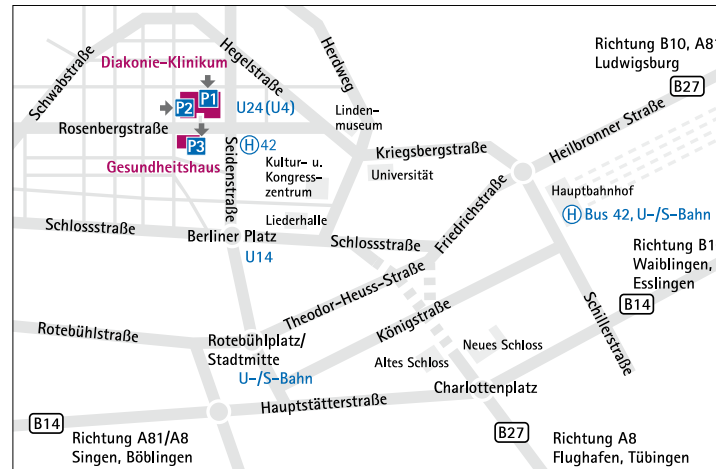 Schwabstraße
Diakonie-Klinikum
Hegelstraße
Herdweg
Richtung B10, A81
Ludwigsburg
B27
P1
P2
U24 (U4)
Rosenbergstraße
Linden-
museum
Heilbronner Straße
P3
H 42
Seidenstraße
Gesundheitshaus
Kultur- u.
Kongress-
zentrum
Kriegsbergstraße
Universität
Hauptbahnhof
H Bus 42, U-/S-Bahn
Liederhalle
Schlossstraße
Berliner Platz
Schlossstraße
Friedrichstraße
U14
Richtung B1
Waiblingen,
Esslingen
B14
Theodor-Heuss-Straße
Königstraße
Schillerstraße
Rotebühlstraße
Rotebühlplatz/
Stadtmitte
U-/S-Bahn
Altes Schloss
Neues Schloss
Charlottenplatz
Hauptstätterstraße
B14
Richtung A81/A8
Singen, Böblingen
B27
Richtung A8
Flughafen, Tübingen